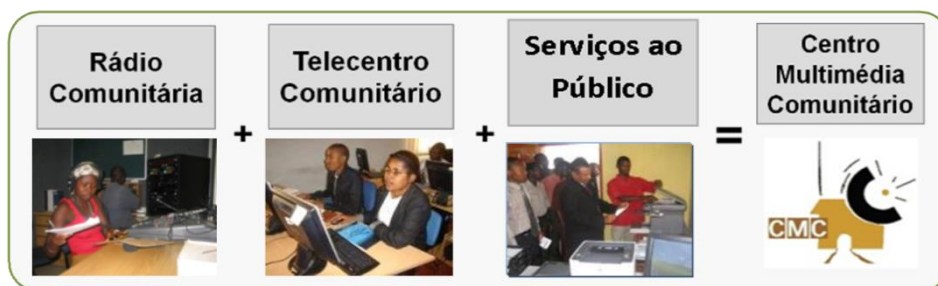 Rádio
Comunitária
+
Telecentro
Comunitário
+
Serviços ao
Público
=
Centro
Multimédia
Comunitário
CMC